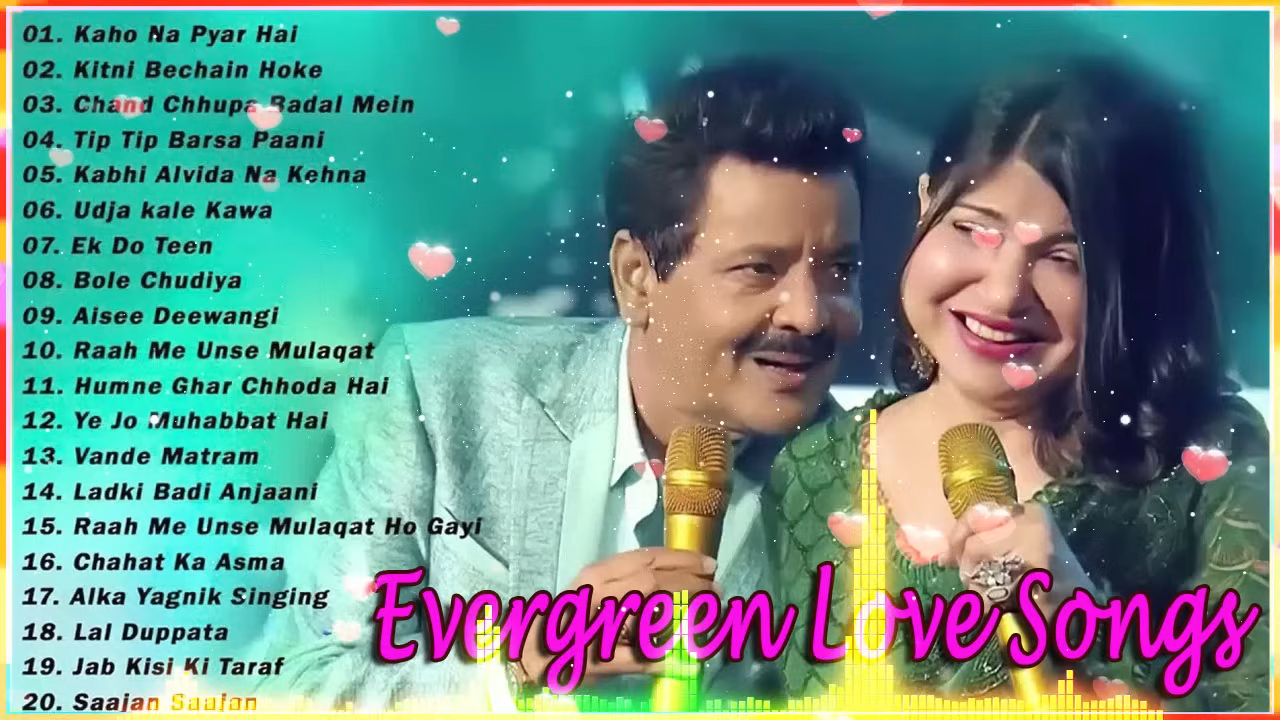 01. Kaho Na Pyar Hai
02. Kitni Bechain Hoke
03. Chand Chhupa Badal Mein
04. Tip Tip Barsa Paani
05. Kabhi Alvida Na Kehna
06. Udja kale Kawa
07. Ek Do Teen
08. Bole Chudiya
09. Aisee Deewangi
10. Raah Me Unse Mulaqat
11. Humne Ghar Chhoda Hai
12. Ye Jo Muhabbat Hai
13. Vande Matram
14. Ladki Badi Anjaani
15. Raah Me Unse Mulaqat Ho Gayi
16. Chahat Ka Asma
17. Alka Yagnik Singing
18. Lal Duppata
19. Jab Kisi Ki Taraf
20. Saajan Saajan
Evergreen Love Songs